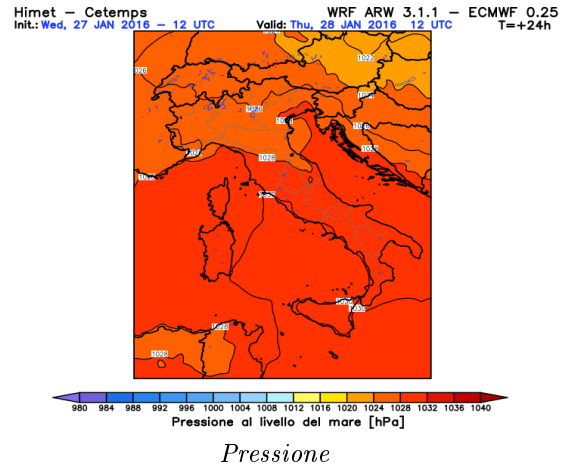 Himet – Cetemps WRF ARW 3.1.1 – ECMWF 0.25
Init.: Wed, 27 JAN 2016 – 12 UTC Valid: Thu, 28 JAN 2016 12 UTC T=+24h
1022
1028
1028
1028
1030
980 984 988 992 996 1000 1004 1008 1012 1016 1020 1024 1028 1032 1036 1040
Pressione al livello del mare [hPa]
Pressione